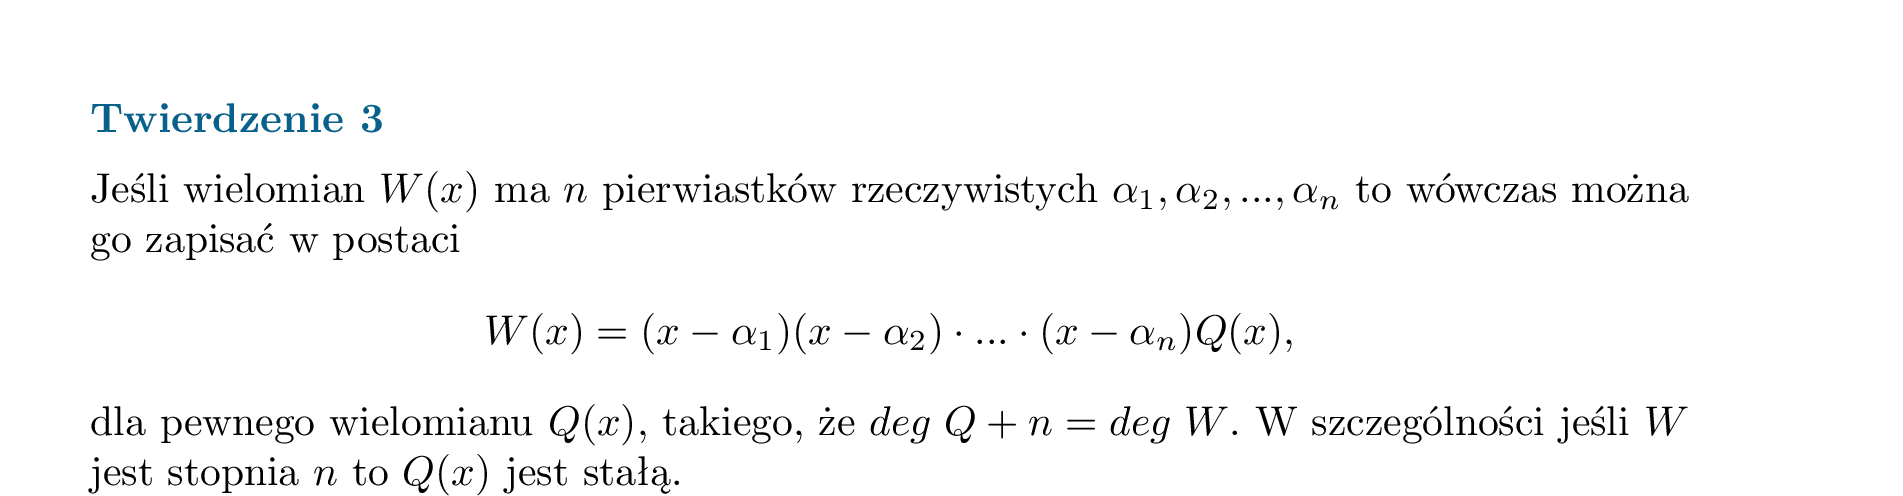 Twierdzenie 3
Jeśli wielomian W(x) ma n pierwiastków rzeczywistych α₁, α₂, ..., αₙ to wówczas można
go zapisać w postaci
W(x) = (x − α₁)(x − α₂) · ... · (x − αₙ)Q(x),
dla pewnego wielomianu Q(x), takiego, że deg Q + n = deg W. W szczególności jeśli W
jest stopnia n to Q(x) jest stałą.